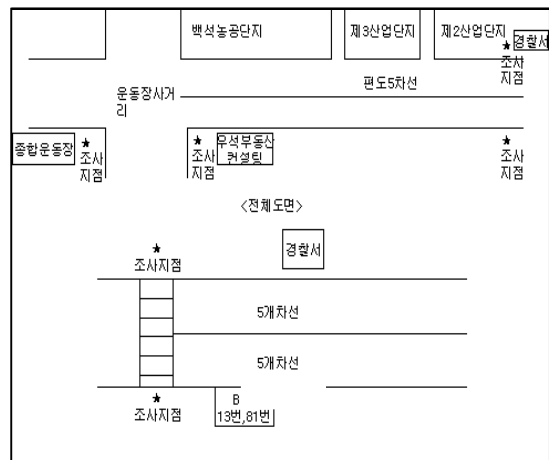 백석농공단지
제3산업단지
제2산업단지
★ 경찰서
조사
지점
운동장사거
리
편도5차선
종합운동장
★
조사
지점
★
조사
지점
우석부동산
컨설팅
★
조사
지점
<전체도면>
★
조사지점
경찰서
5개차선
5개차선
★
조사지점
B
13번,81번